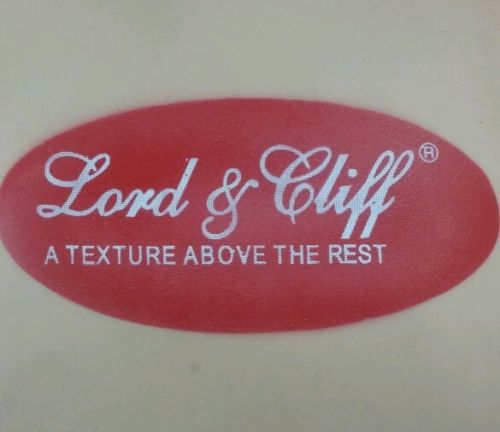 Lord & Cliff®
A TEXTURE ABOVE THE REST